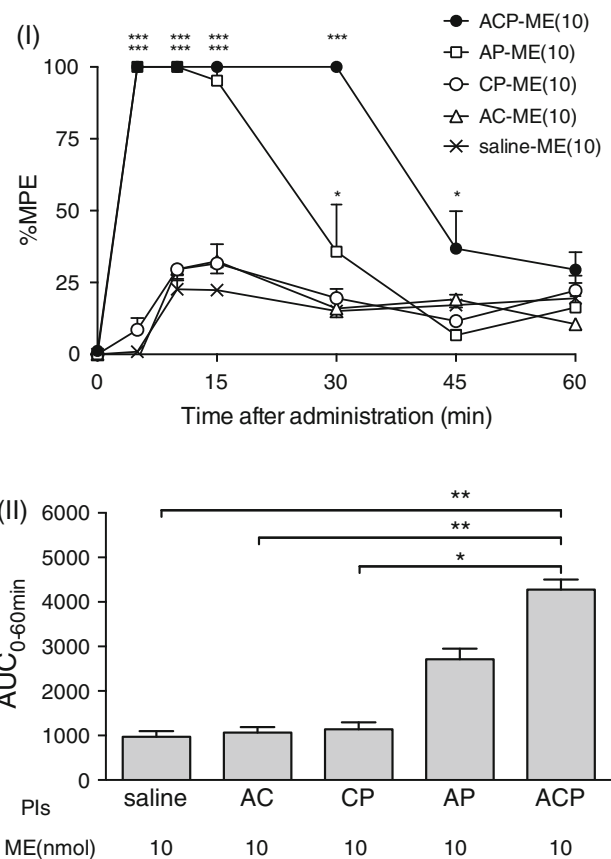 (I)
*** *** *** ***
*** *** ***
ACP-ME(10)
AP-ME(10)
CP-ME(10)
AC-ME(10)
saline-ME(10)
100
75
50
25
0
%MPE
* *
0 15 30 45 60
Time after administration (min)
(II)
**
**
*
6000
5000
4000
3000
2000
1000
0
AUC0-60min
PIs saline AC CP AP ACP
ME(nmol) 10 10 10 10 10